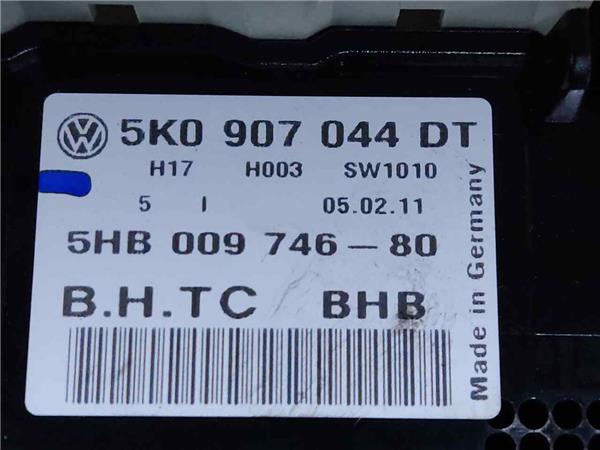 VW 5K0 907 044 DT
H17 H003 SW1010
5 I 05.02.11
5HB 009 746-80
B.H.TC BHB
Made in Germany